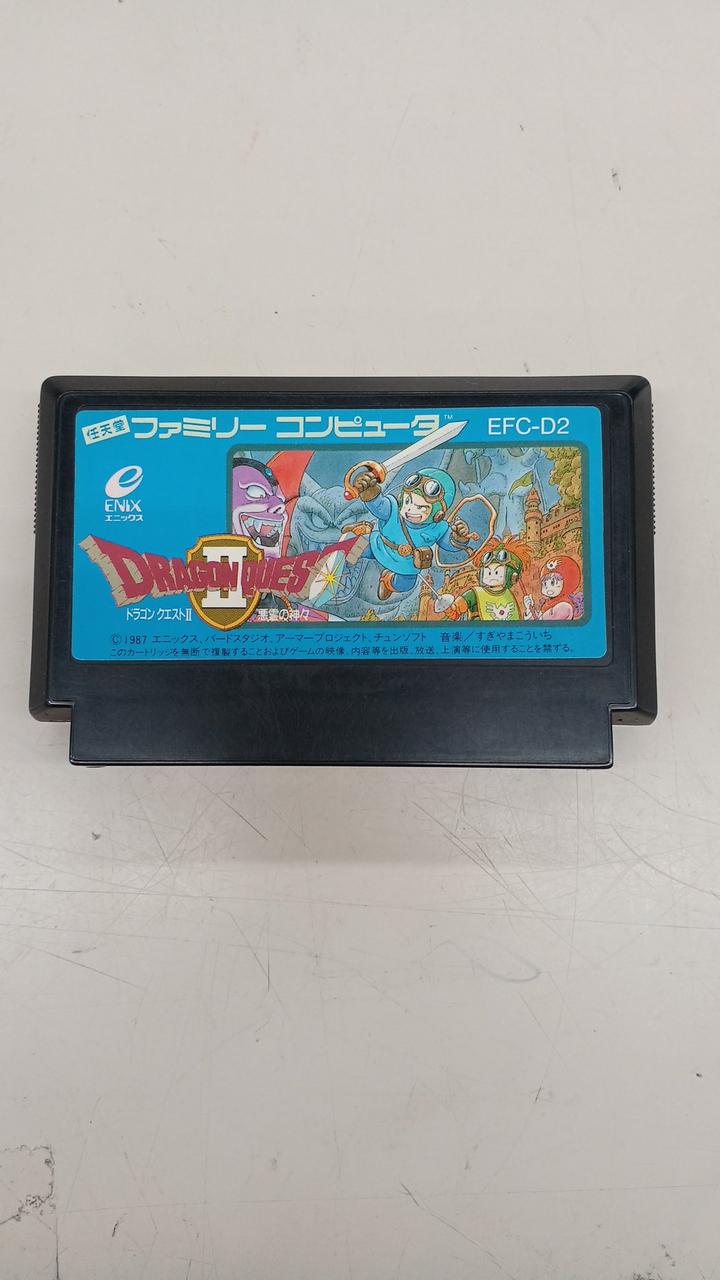 任天堂 ファミリー コンピュータ™ EFC-D2
ENIX
エニックス
DRAGON QUEST
II
ドラゴン クエストII 悪霊の神々
©1987 エニックス、バードスタジオ、アーマープロジェクト、チュンソフト 音楽/すぎやまこういち
このカートリッジを無断で複製することおよびゲームの映像、内容等を出版、放送、上演等に使用することを禁ずる。